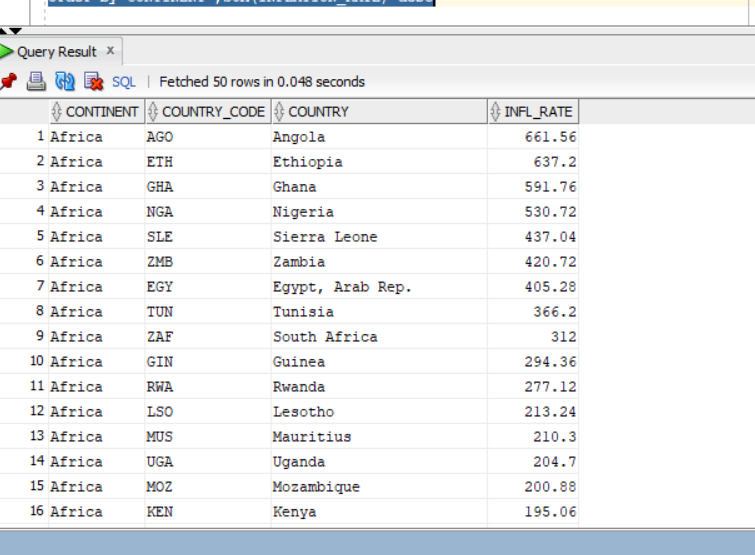 Query Result x
SQL | Fetched 50 rows in 0.048 seconds
CONTINENT COUNTRY_CODE COUNTRY INFL_RATE
1 Africa AGO Angola 661.56
2 Africa ETH Ethiopia 637.2
3 Africa GHA Ghana 591.76
4 Africa NGA Nigeria 530.72
5 Africa SLE Sierra Leone 437.04
6 Africa ZMB Zambia 420.72
7 Africa EGY Egypt, Arab Rep. 405.28
8 Africa TUN Tunisia 366.2
9 Africa ZAF South Africa 312
10 Africa GIN Guinea 294.36
11 Africa RWA Rwanda 277.12
12 Africa LSO Lesotho 213.24
13 Africa MUS Mauritius 210.3
14 Africa UGA Uganda 204.7
15 Africa MOZ Mozambique 200.88
16 Africa KEN Kenya 195.06